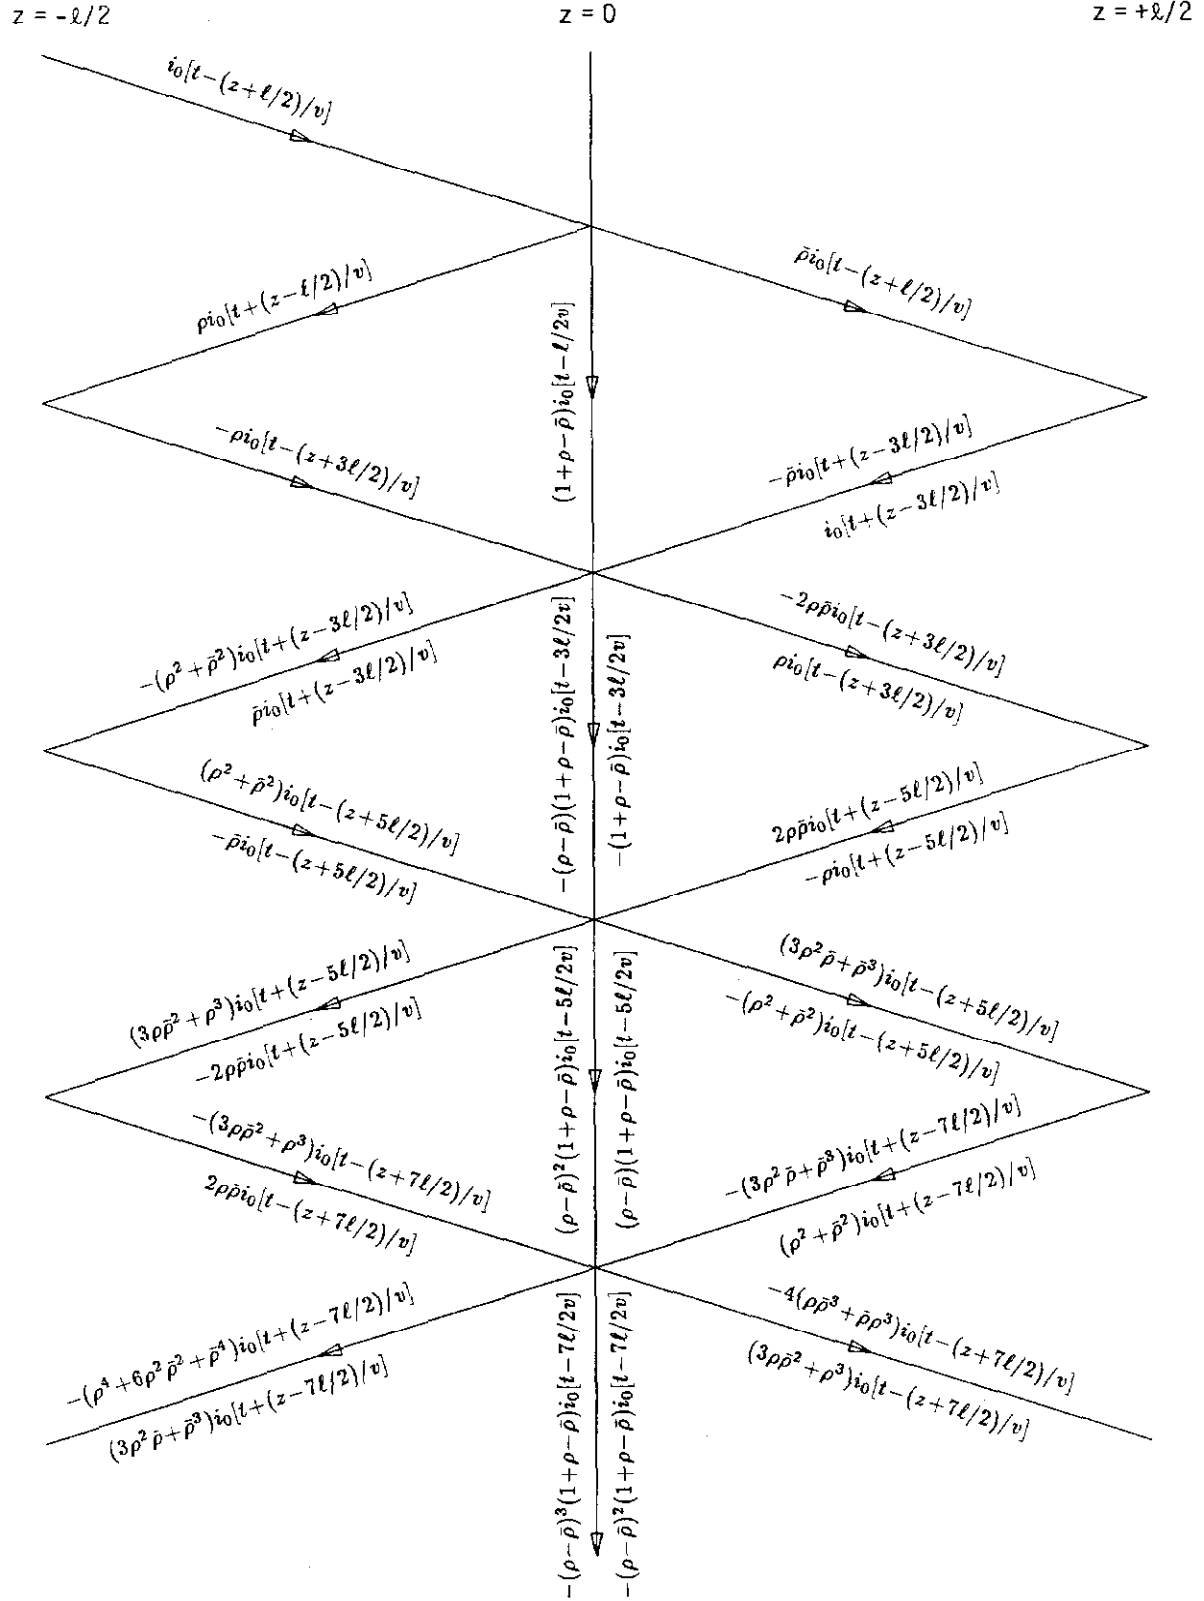 z = -ℓ/2
z = 0
z = +ℓ/2
i₀[t−(z+ℓ/2)/v]
ρi₀[t+(z−ℓ/2)/v]
ρ̄i₀[t−(z+ℓ/2)/v]
(1+ρ−ρ̄)i₀[t−ℓ/2v]
−ρi₀[t−(z+3ℓ/2)/v]
−ρ̄i₀[t+(z−3ℓ/2)/v]
i₀[t+(z−3ℓ/2)/v]
−(ρ²+ρ̄²)i₀[t+(z−3ℓ/2)/v]
ρ̄i₀[t+(z−3ℓ/2)/v]
−(ρ−ρ̄)(1+ρ−ρ̄)i₀[t−3ℓ/2v]
−(1+ρ−ρ̄)i₀[t−3ℓ/2v]
−2ρρ̄i₀[t−(z+3ℓ/2)/v]
ρi₀[t−(z+3ℓ/2)/v]
(ρ²+ρ̄²)i₀[t−(z+5ℓ/2)/v]
−ρ̄i₀[t−(z+5ℓ/2)/v]
2ρρ̄i₀[t+(z−5ℓ/2)/v]
−ρi₀[t+(z−5ℓ/2)/v]
(3ρρ̄²+ρ³)i₀[t+(z−5ℓ/2)/v]
−2ρρ̄i₀[t+(z−5ℓ/2)/v]
(ρ−ρ̄)²(1+ρ−ρ̄)i₀[t−5ℓ/2v]
(ρ−ρ̄)(1+ρ−ρ̄)i₀[t−5ℓ/2v]
(3ρ²ρ̄+ρ̄³)i₀[t−(z+5ℓ/2)/v]
−(ρ²+ρ̄²)i₀[t−(z+5ℓ/2)/v]
−(3ρρ̄²+ρ³)i₀[t−(z+7ℓ/2)/v]
2ρρ̄i₀[t−(z+7ℓ/2)/v]
−(3ρ²ρ̄+ρ̄³)i₀[t+(z−7ℓ/2)/v]
(ρ²+ρ̄²)i₀[t+(z−7ℓ/2)/v]
−(ρ⁴+6ρ²ρ̄²+ρ̄⁴)i₀[t+(z−7ℓ/2)/v]
(3ρ²ρ̄+ρ̄³)i₀[t+(z−7ℓ/2)/v]
−(ρ−ρ̄)³(1+ρ−ρ̄)i₀[t−7ℓ/2v]
−(ρ−ρ̄)²(1+ρ−ρ̄)i₀[t−7ℓ/2v]
−4(ρρ̄³+ρ̄ρ³)i₀[t−(z+7ℓ/2)/v]
(3ρρ̄²+ρ³)i₀[t−(z+7ℓ/2)/v]